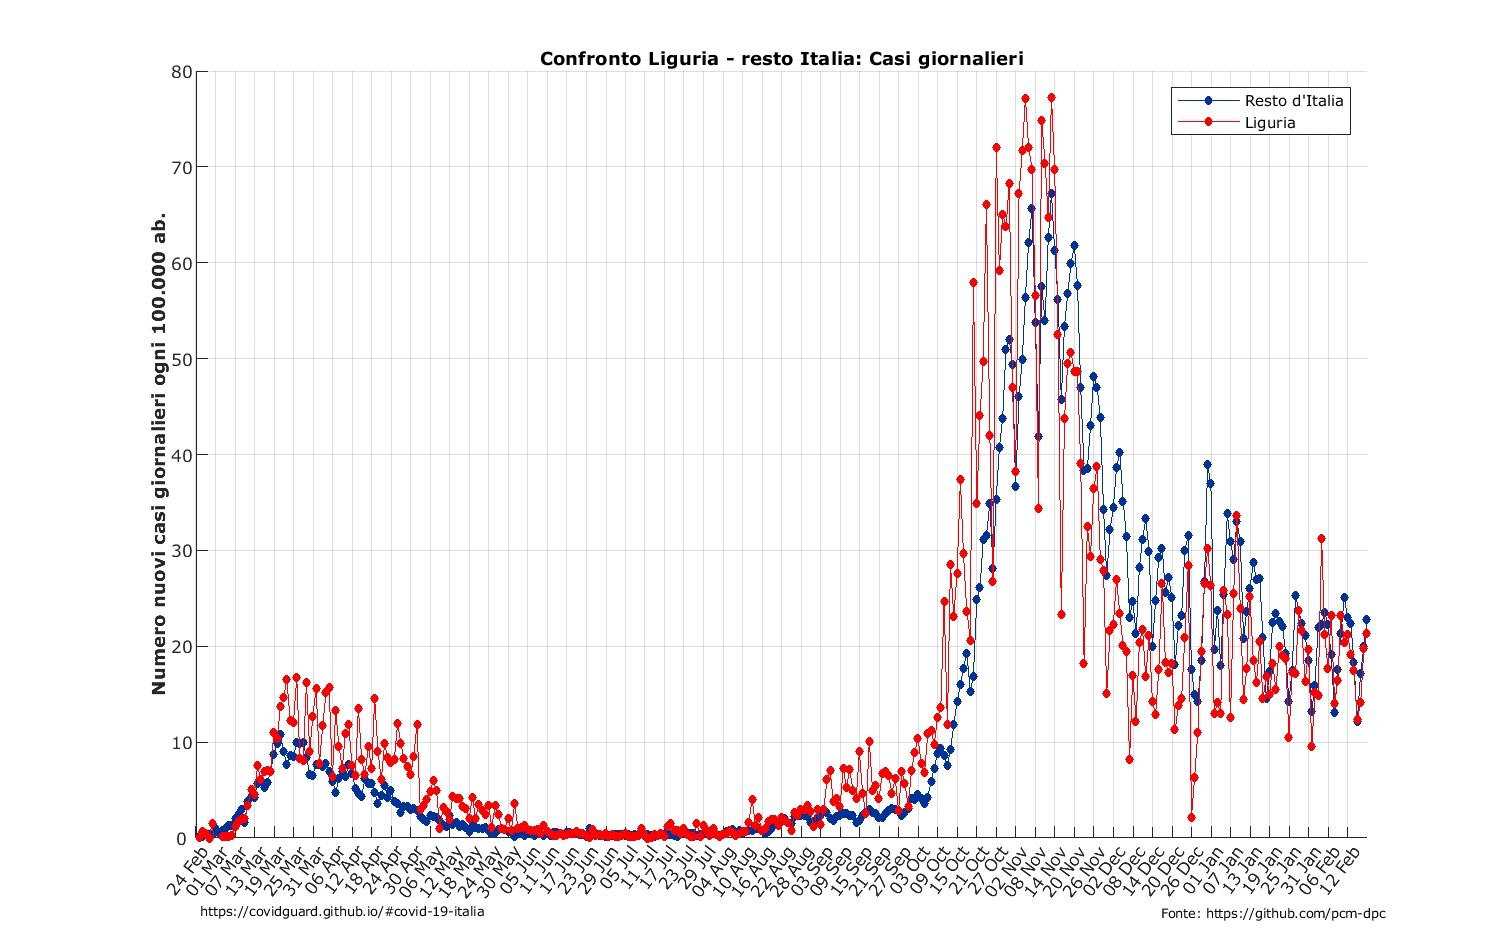 Confronto Liguria - resto Italia: Casi giornalieri
Numero nuovi casi giornalieri ogni 100.000 ab.
80
70
60
50
40
30
20
10
0
Resto d'Italia
Liguria
24 Feb
01 Mar
07 Mar
13 Mar
19 Mar
25 Mar
31 Mar
06 Apr
12 Apr
18 Apr
24 Apr
30 Apr
06 May
12 May
18 May
24 May
30 May
05 Jun
11 Jun
17 Jun
23 Jun
29 Jun
05 Jul
11 Jul
17 Jul
23 Jul
29 Jul
04 Aug
10 Aug
16 Aug
22 Aug
28 Aug
03 Sep
09 Sep
15 Sep
21 Sep
27 Sep
03 Oct
09 Oct
15 Oct
21 Oct
27 Oct
02 Nov
08 Nov
14 Nov
20 Nov
26 Nov
02 Dec
08 Dec
14 Dec
20 Dec
26 Dec
01 Jan
07 Jan
13 Jan
19 Jan
25 Jan
31 Jan
06 Feb
12 Feb
https://covidguard.github.io/#covid-19-italia
Fonte: https://github.com/pcm-dpc